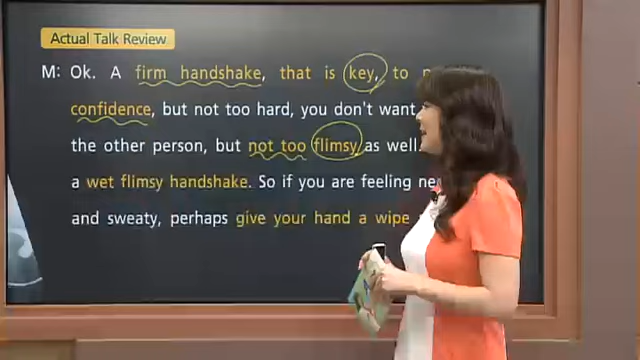 Actual Talk Review
M: Ok. A firm handshake, that is key, to
confidence, but not too hard, you don't want
the other person, but not too flimsy as well.
a wet flimsy handshake. So if you are feeling
and sweaty, perhaps give your hand a wipe